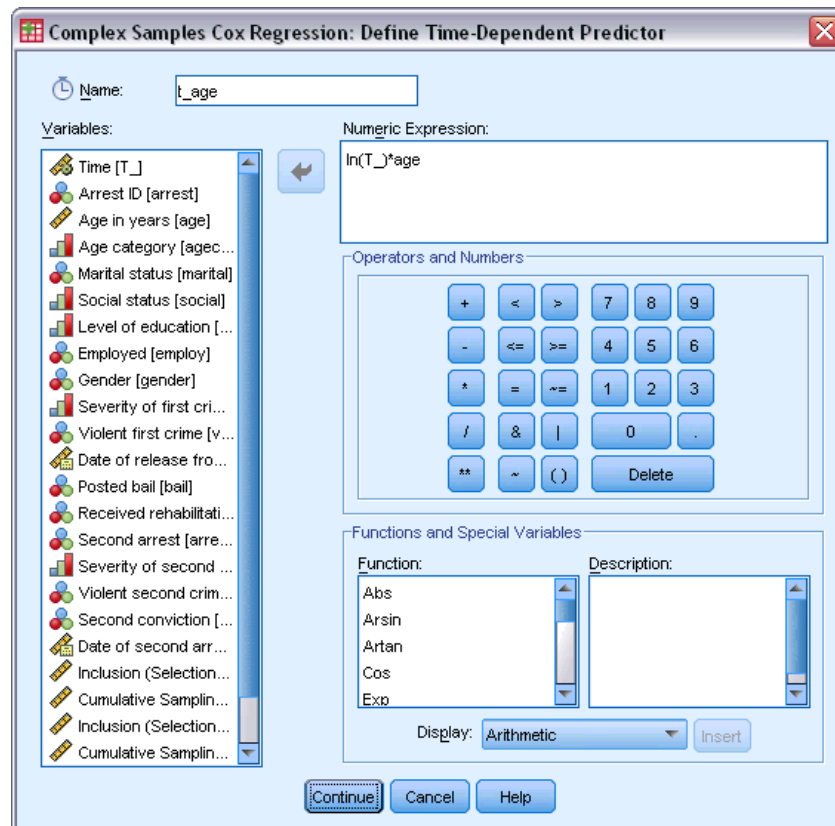 Complex Samples Cox Regression: Define Time-Dependent Predictor
Name: t_age
Variables:
Time [T_]
Arrest ID [arrest]
Age in years [age]
Age category [agec...
Marital status [marital]
Social status [social]
Level of education [...
Employed [employ]
Gender [gender]
Severity of first cri...
Violent first crime [v...
Date of release fro...
Posted bail [bail]
Received rehabilitati...
Second arrest [arre...
Severity of second ...
Violent second crim...
Second conviction [...
Date of second arr...
Inclusion (Selection...
Cumulative Samplin...
Inclusion (Selection...
Cumulative Samplin...
Numeric Expression:
ln(T_)*age
Operators and Numbers
+ < > 7 8 9
- <= >= 4 5 6
* = ~= 1 2 3
/ & | 0 .
** ~ ( ) Delete
Functions and Special Variables
Function:
Abs
Arsin
Artan
Cos
Exp
Description:
Display: Arithmetic Insert
Continue Cancel Help